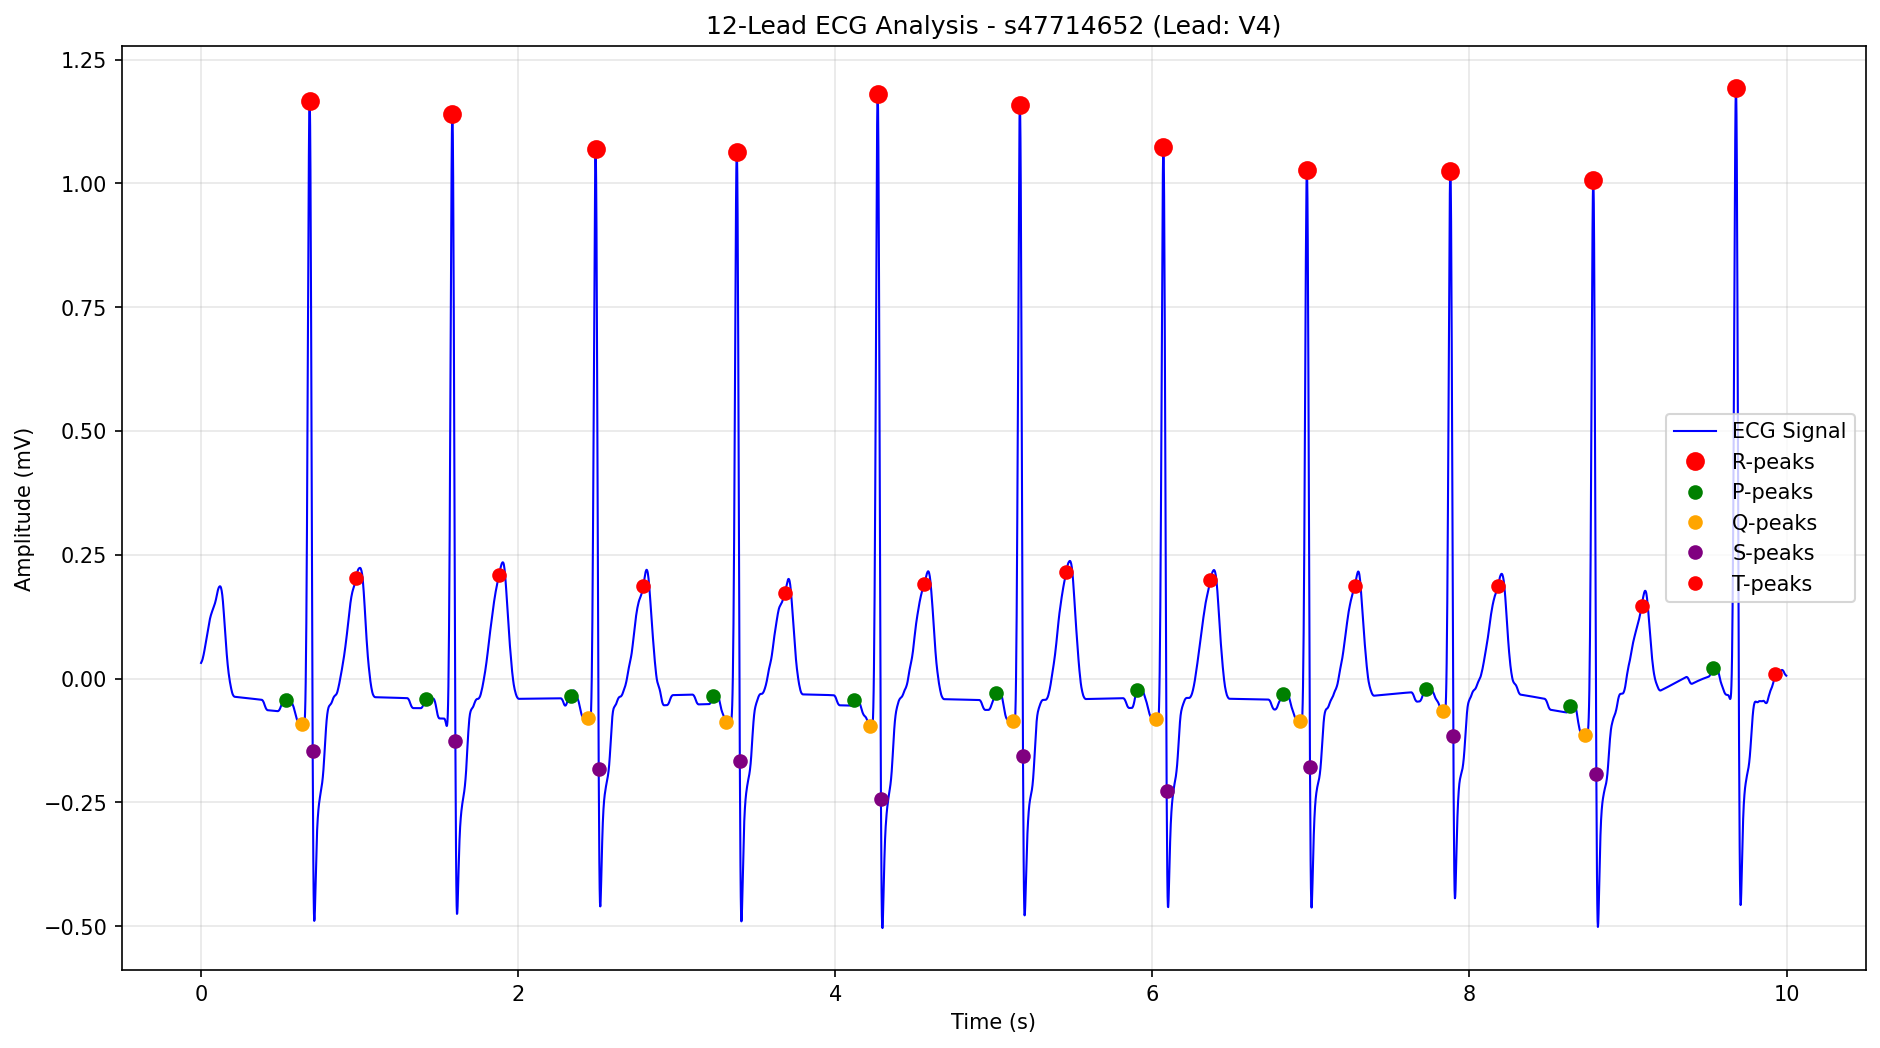 12-Lead ECG Analysis - s47714652 (Lead: V4)
1.25
1.00
0.75
0.50
0.25
0.00
−0.25
−0.50
Amplitude (mV)
ECG Signal
R-peaks
P-peaks
Q-peaks
S-peaks
T-peaks
0 2 4 6 8 10
Time (s)